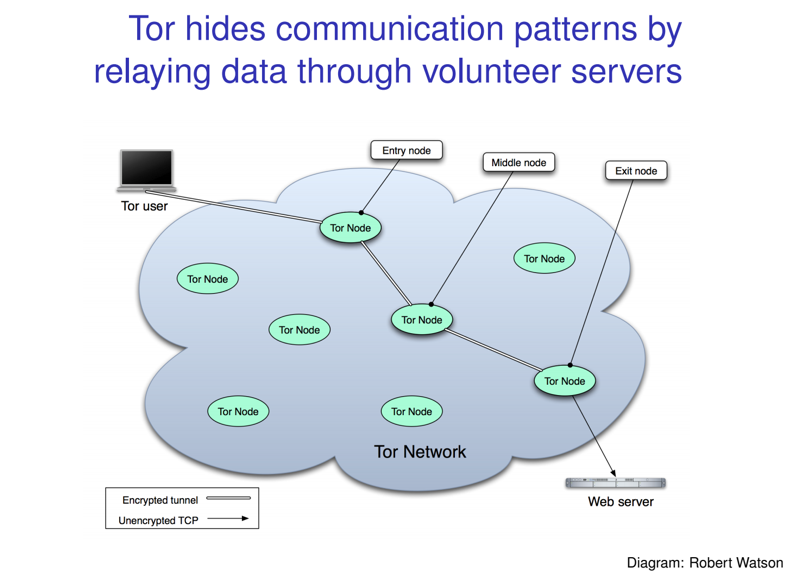 Tor hides communication patterns by
relaying data through volunteer servers
Entry node
Middle node
Exit node
Tor user
Tor Node
Tor Node
Tor Node
Tor Node
Tor Node
Tor Node
Tor Node
Tor Node
Tor Network
Web server
Encrypted tunnel
Unencrypted TCP
Diagram: Robert Watson